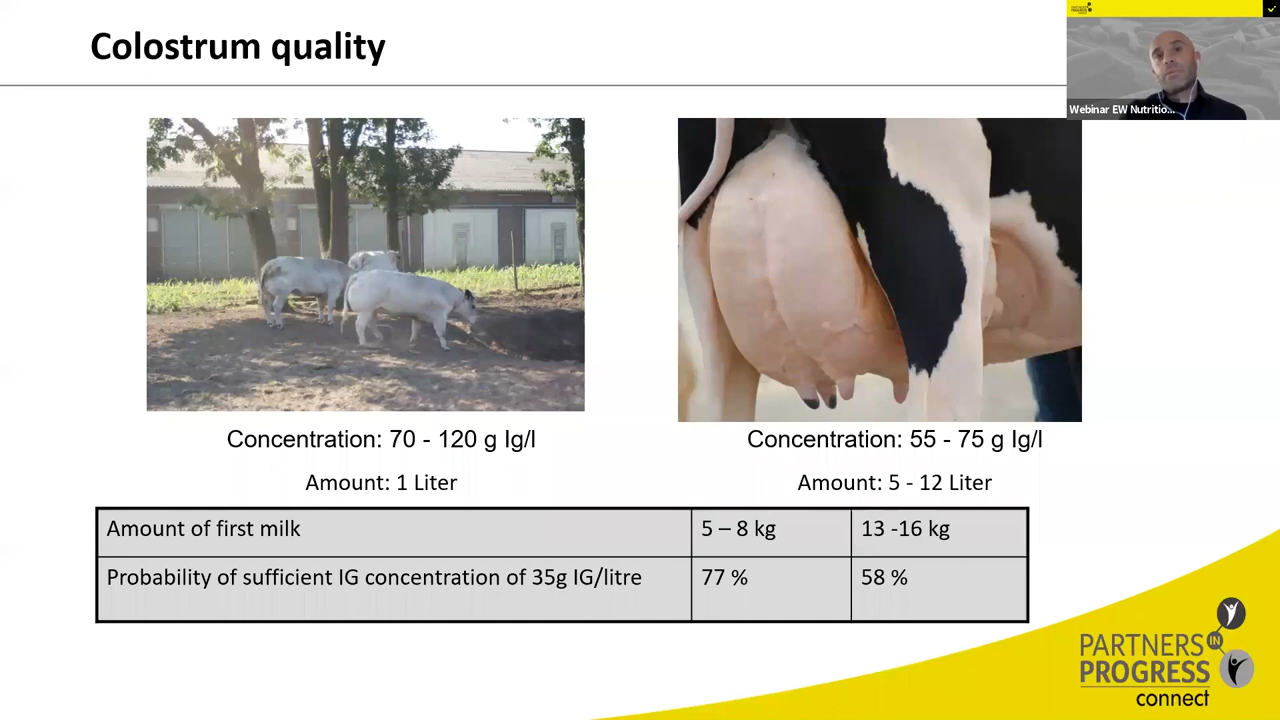 Colostrum quality
Webinar EW Nutritio...
Concentration: 70 - 120 g Ig/l
Amount: 1 Liter
Concentration: 55 - 75 g Ig/l
Amount: 5 - 12 Liter
Amount of first milk 5 – 8 kg 13 -16 kg
Probability of sufficient IG concentration of 35g IG/litre 77 % 58 %
PARTNERS
IN
PROGRESS
connect